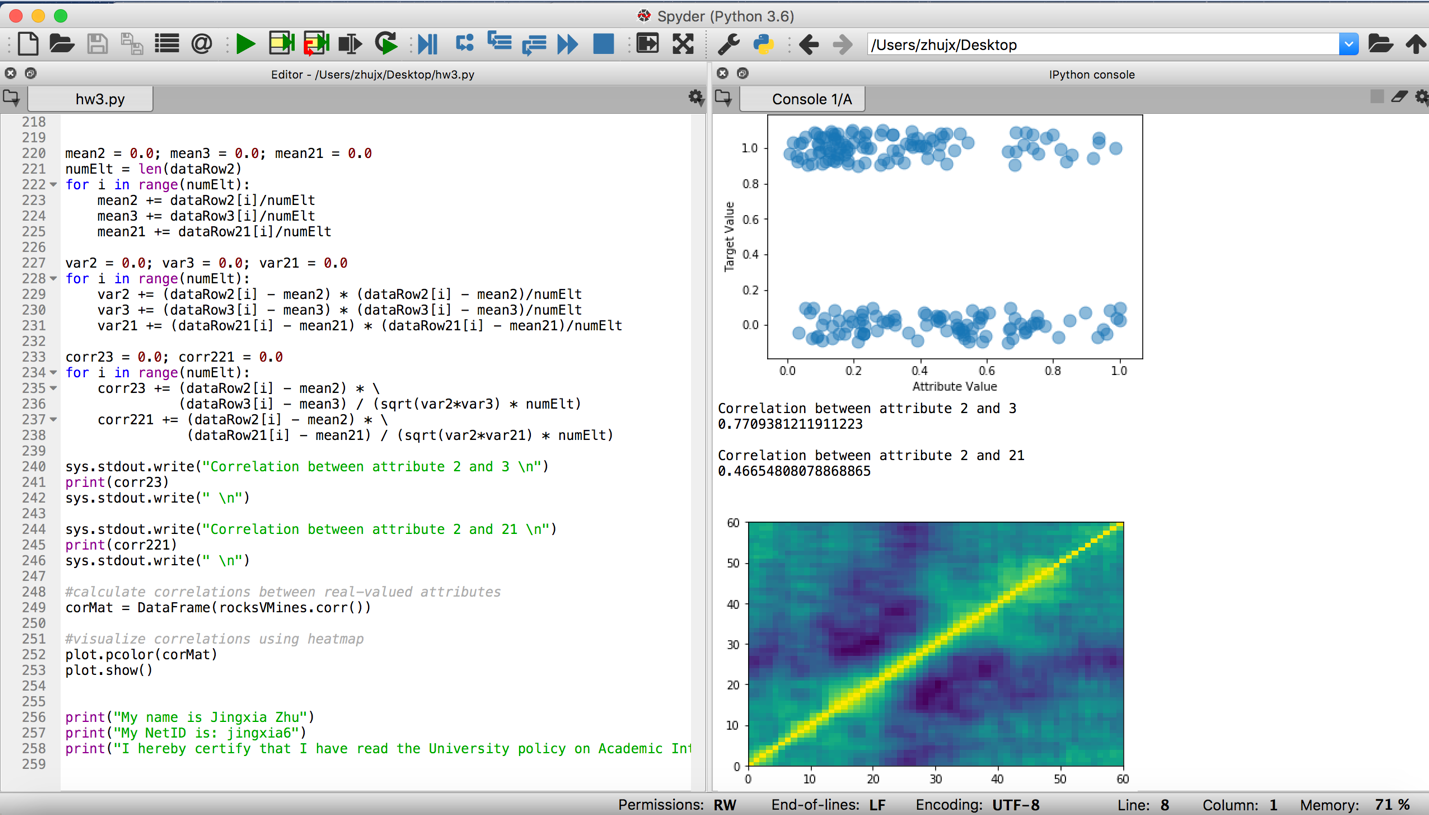 Spyder (Python 3.6)
/Users/zhujx/Desktop
Editor - /Users/zhujx/Desktop/hw3.py
hw3.py
218
219
220 mean2 = 0.0; mean3 = 0.0; mean21 = 0.0
221 numElt = len(dataRow2)
222 for i in range(numElt):
223 mean2 += dataRow2[i]/numElt
224 mean3 += dataRow3[i]/numElt
225 mean21 += dataRow21[i]/numElt
226
227 var2 = 0.0; var3 = 0.0; var21 = 0.0
228 for i in range(numElt):
229 var2 += (dataRow2[i] - mean2) * (dataRow2[i] - mean2)/numElt
230 var3 += (dataRow3[i] - mean3) * (dataRow3[i] - mean3)/numElt
231 var21 += (dataRow21[i] - mean21) * (dataRow21[i] - mean21)/numElt
232
233 corr23 = 0.0; corr221 = 0.0
234 for i in range(numElt):
235 corr23 += (dataRow2[i] - mean2) * \
236 (dataRow3[i] - mean3) / (sqrt(var2*var3) * numElt)
237 corr221 += (dataRow2[i] - mean2) * \
238 (dataRow21[i] - mean21) / (sqrt(var2*var21) * numElt)
239
240 sys.stdout.write("Correlation between attribute 2 and 3 \n")
241 print(corr23)
242 sys.stdout.write(" \n")
243
244 sys.stdout.write("Correlation between attribute 2 and 21 \n")
245 print(corr221)
246 sys.stdout.write(" \n")
247
248 #calculate correlations between real-valued attributes
249 corMat = DataFrame(rocksVMines.corr())
250
251 #visualize correlations using heatmap
252 plot.pcolor(corMat)
253 plot.show()
254
255
256 print("My name is Jingxia Zhu")
257 print("My NetID is: jingxia6")
258 print("I hereby certify that I have read the University policy on Academic Int
259
IPython console
Console 1/A
1.0
0.8
0.6
0.4
0.2
0.0
Target Value
0.0 0.2 0.4 0.6 0.8 1.0
Attribute Value
Correlation between attribute 2 and 3
0.7709381211911223
Correlation between attribute 2 and 21
0.46654808078868865
60
50
40
30
20
10
0
0 10 20 30 40 50 60
Permissions: RW End-of-lines: LF Encoding: UTF-8 Line: 8 Column: 1 Memory: 71 %